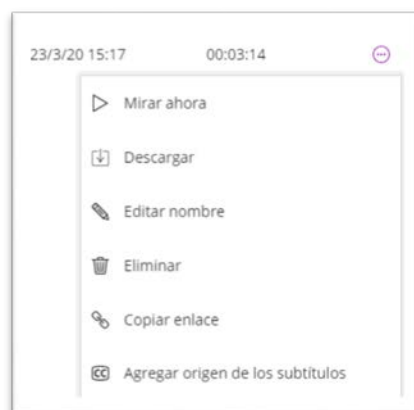 23/3/20 15:17 00:03:14
Mirar ahora
Descargar
Editar nombre
Eliminar
Copiar enlace
CC Agregar origen de los subtítulos